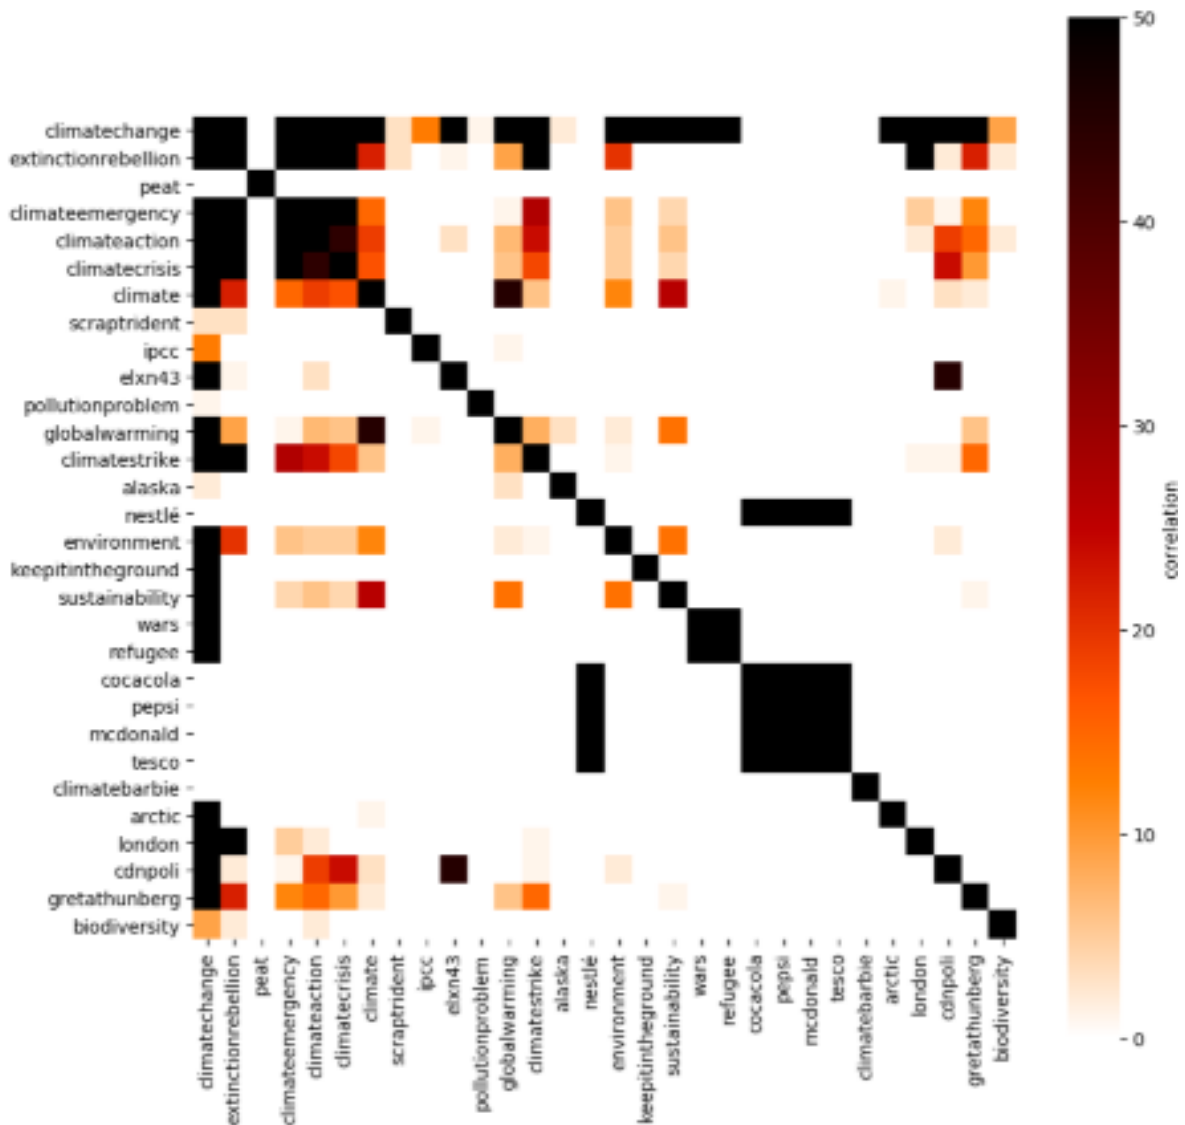 50
40
30
20
10
0
correlation
climatechange
extinctionrebellion
peat
climateemergency
climateaction
climatecrisis
climate
scraptrident
ipcc
elxn43
pollutionproblem
globalwarming
climatestrike
alaska
nestlé
environment
keepitintheground
sustainability
wars
refugee
cocacola
pepsi
mcdonald
tesco
climatebarbie
arctic
london
cdnpoli
gretathunberg
biodiversity
climatechange
extinctionrebellion
peat
climateemergency
climateaction
climatecrisis
climate
scraptrident
ipcc
elxn43
pollutionproblem
globalwarming
climatestrike
alaska
nestlé
environment
keepitintheground
sustainability
wars
refugee
cocacola
pepsi
mcdonald
tesco
climatebarbie
arctic
london
cdnpoli
gretathunberg
biodiversity